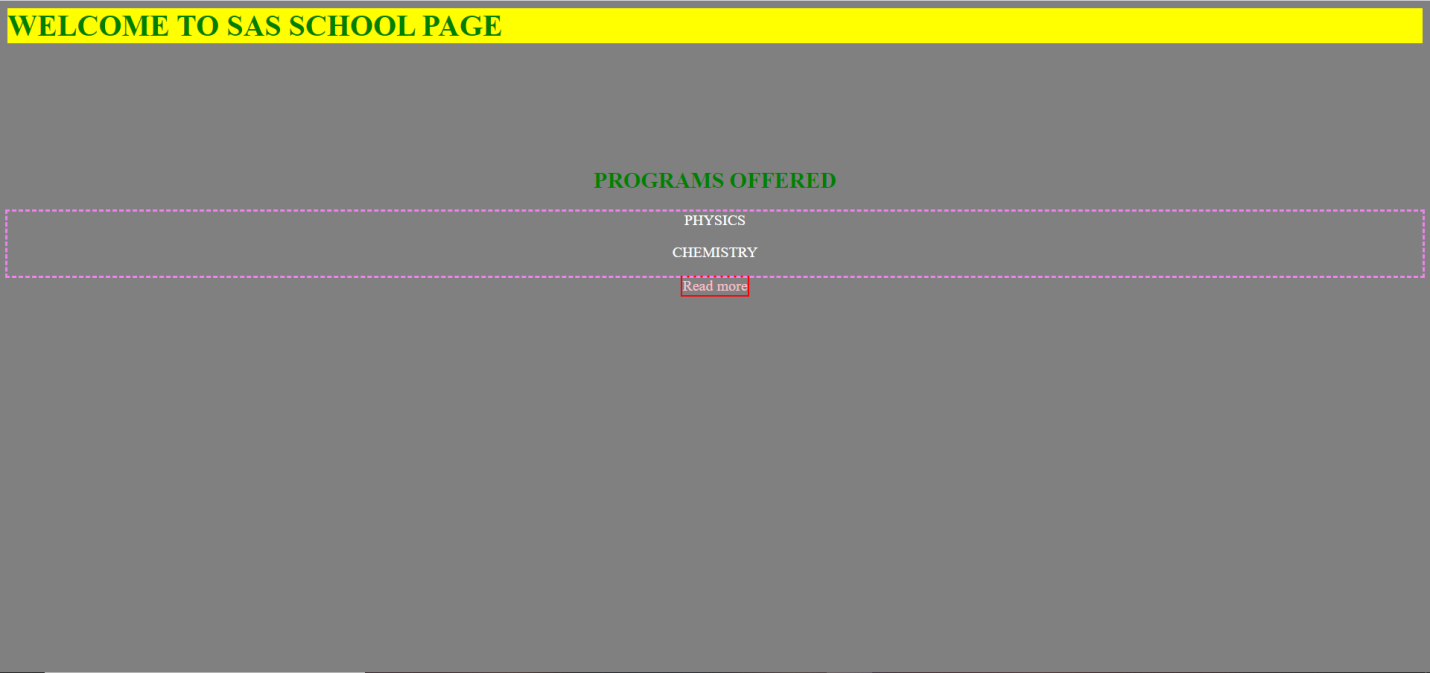 WELCOME TO SAS SCHOOL PAGE
PROGRAMS OFFERED
PHYSICS
CHEMISTRY
Read more